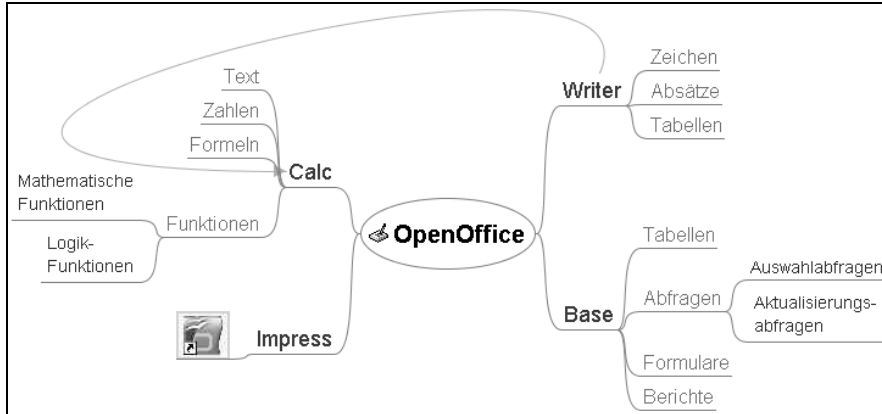 Text
Zahlen
Formeln
Calc
Mathematische
Funktionen
Funktionen
Logik-
Funktionen
Impress
OpenOffice
Writer
Zeichen
Absätze
Tabellen
Base
Tabellen
Abfragen
Auswahlabfragen
Aktualisierungs-
abfragen
Formulare
Berichte